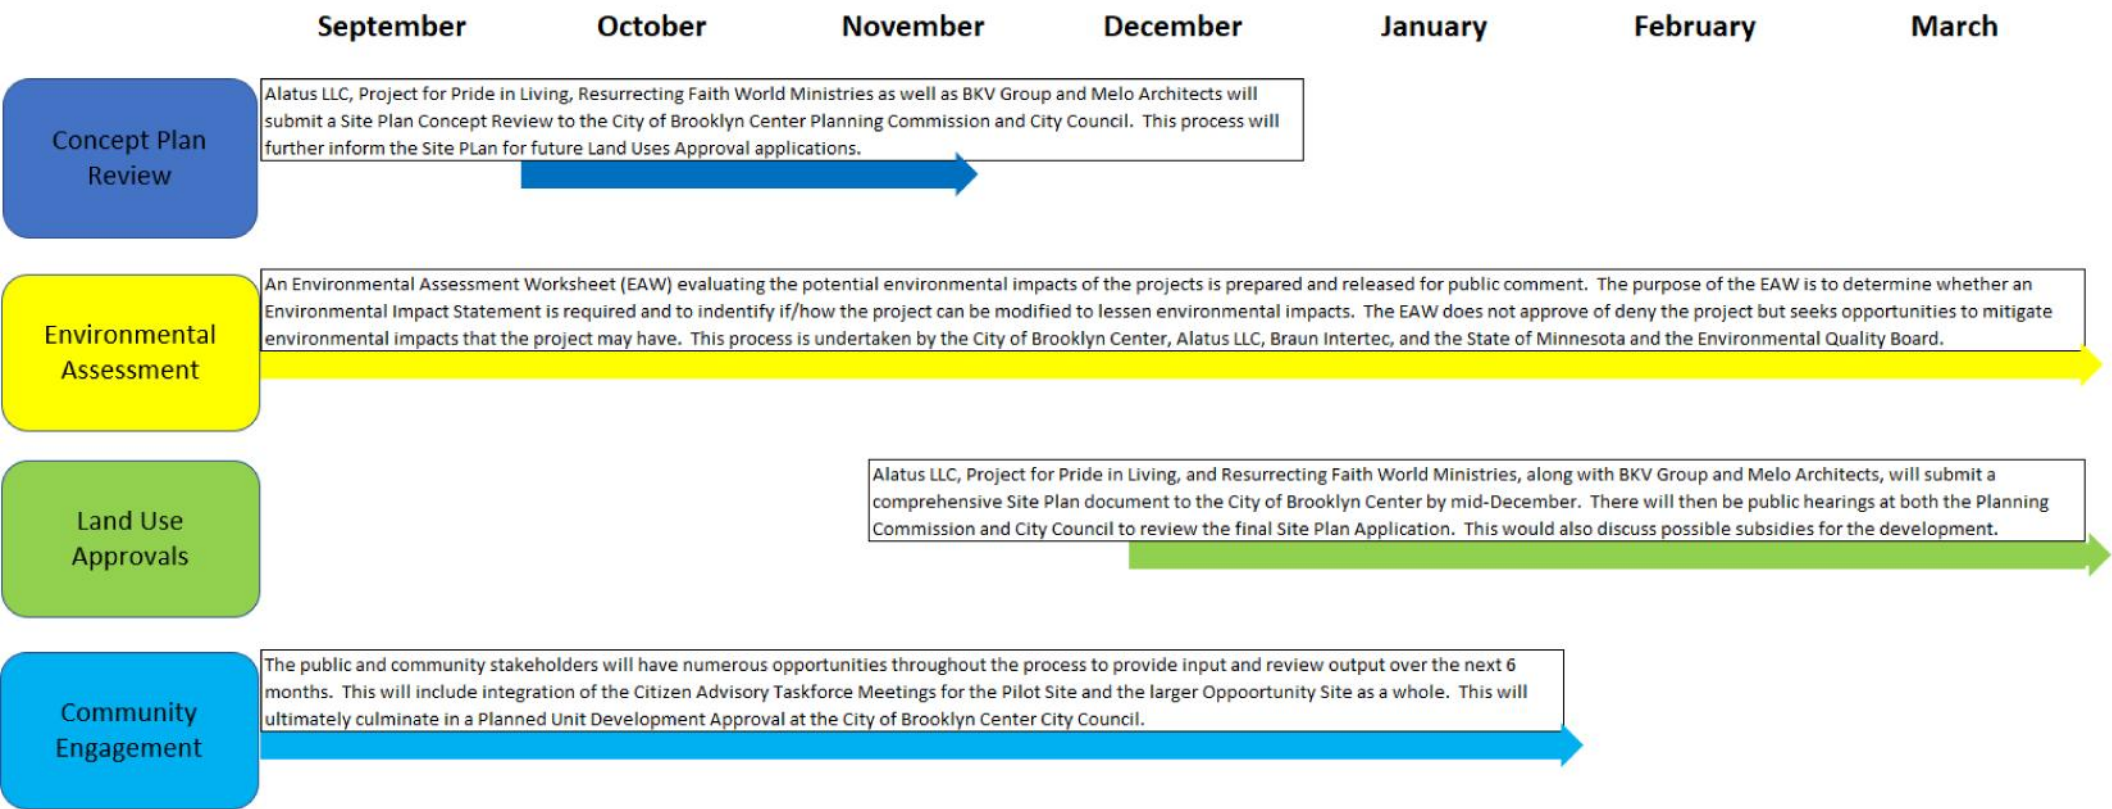 September October November December January February March
Concept Plan
Review
Alatus LLC, Project for Pride in Living, Resurrecting Faith World Ministries as well as BKV Group and Melo Architects will
submit a Site Plan Concept Review to the City of Brooklyn Center Planning Commission and City Council.  This process will
further inform the Site PLan for future Land Uses Approval applications.
Environmental
Assessment
An Environmental Assessment Worksheet (EAW) evaluating the potential environmental impacts of the projects is prepared and released for public comment.  The purpose of the EAW is to determine whether an
Environmental Impact Statement is required and to indentify if/how the project can be modified to lessen environmental impacts.  The EAW does not approve of deny the project but seeks opportunities to mitigate
environmental impacts that the project may have.  This process is undertaken by the City of Brooklyn Center, Alatus LLC, Braun Intertec, and the State of Minnesota and the Environmental Quality Board.
Land Use
Approvals
Alatus LLC, Project for Pride in Living, and Resurrecting Faith World Ministries, along with BKV Group and Melo Architects, will submit a
comprehensive Site Plan document to the City of Brooklyn Center by mid-December.  There will then be public hearings at both the Planning
Commission and City Council to review the final Site Plan Application.  This would also discuss possible subsidies for the development.
Community
Engagement
The public and community stakeholders will have numerous opportunities throughout the process to provide input and review output over the next 6
months.  This will include integration of the Citizen Advisory Taskforce Meetings for the Pilot Site and the larger Oppoortunity Site as a whole.  This will
ultimately culminate in a Planned Unit Development Approval at the City of Brooklyn Center City Council.